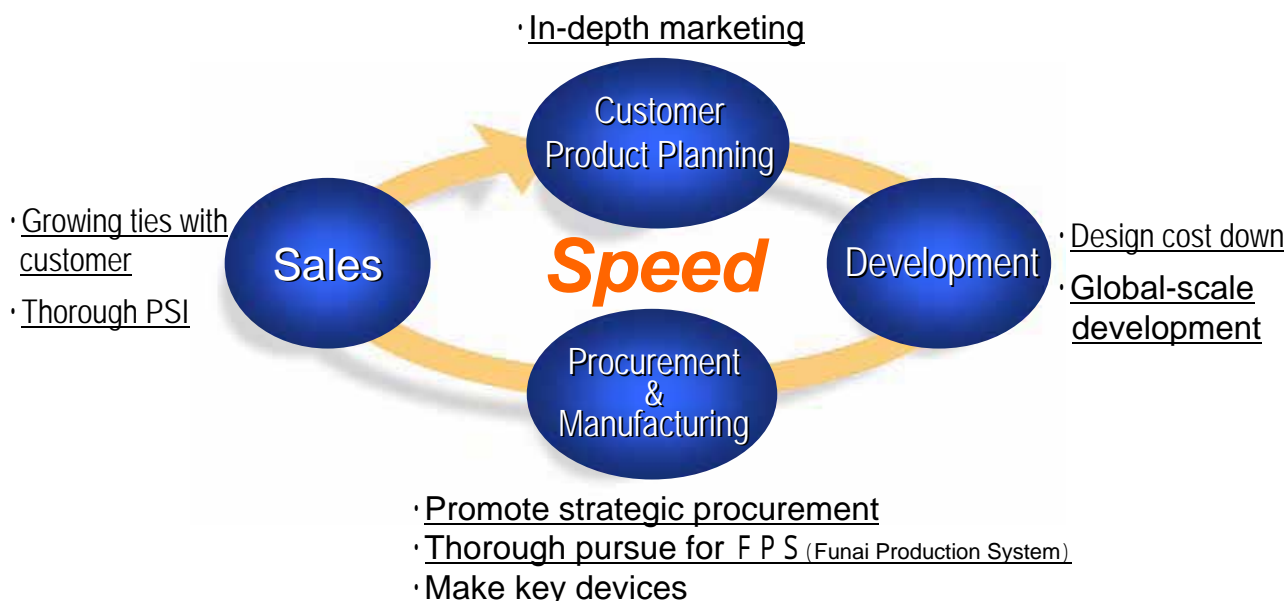 ·In-depth marketing
Customer
Product Planning
·Growing ties with
customer
·Thorough PSI
Sales
Speed
Development
·Design cost down
·Global-scale
development
Procurement
&
Manufacturing
·Promote strategic procurement
·Thorough pursue for ＦＰＳ(Funai Production System)
·Make key devices